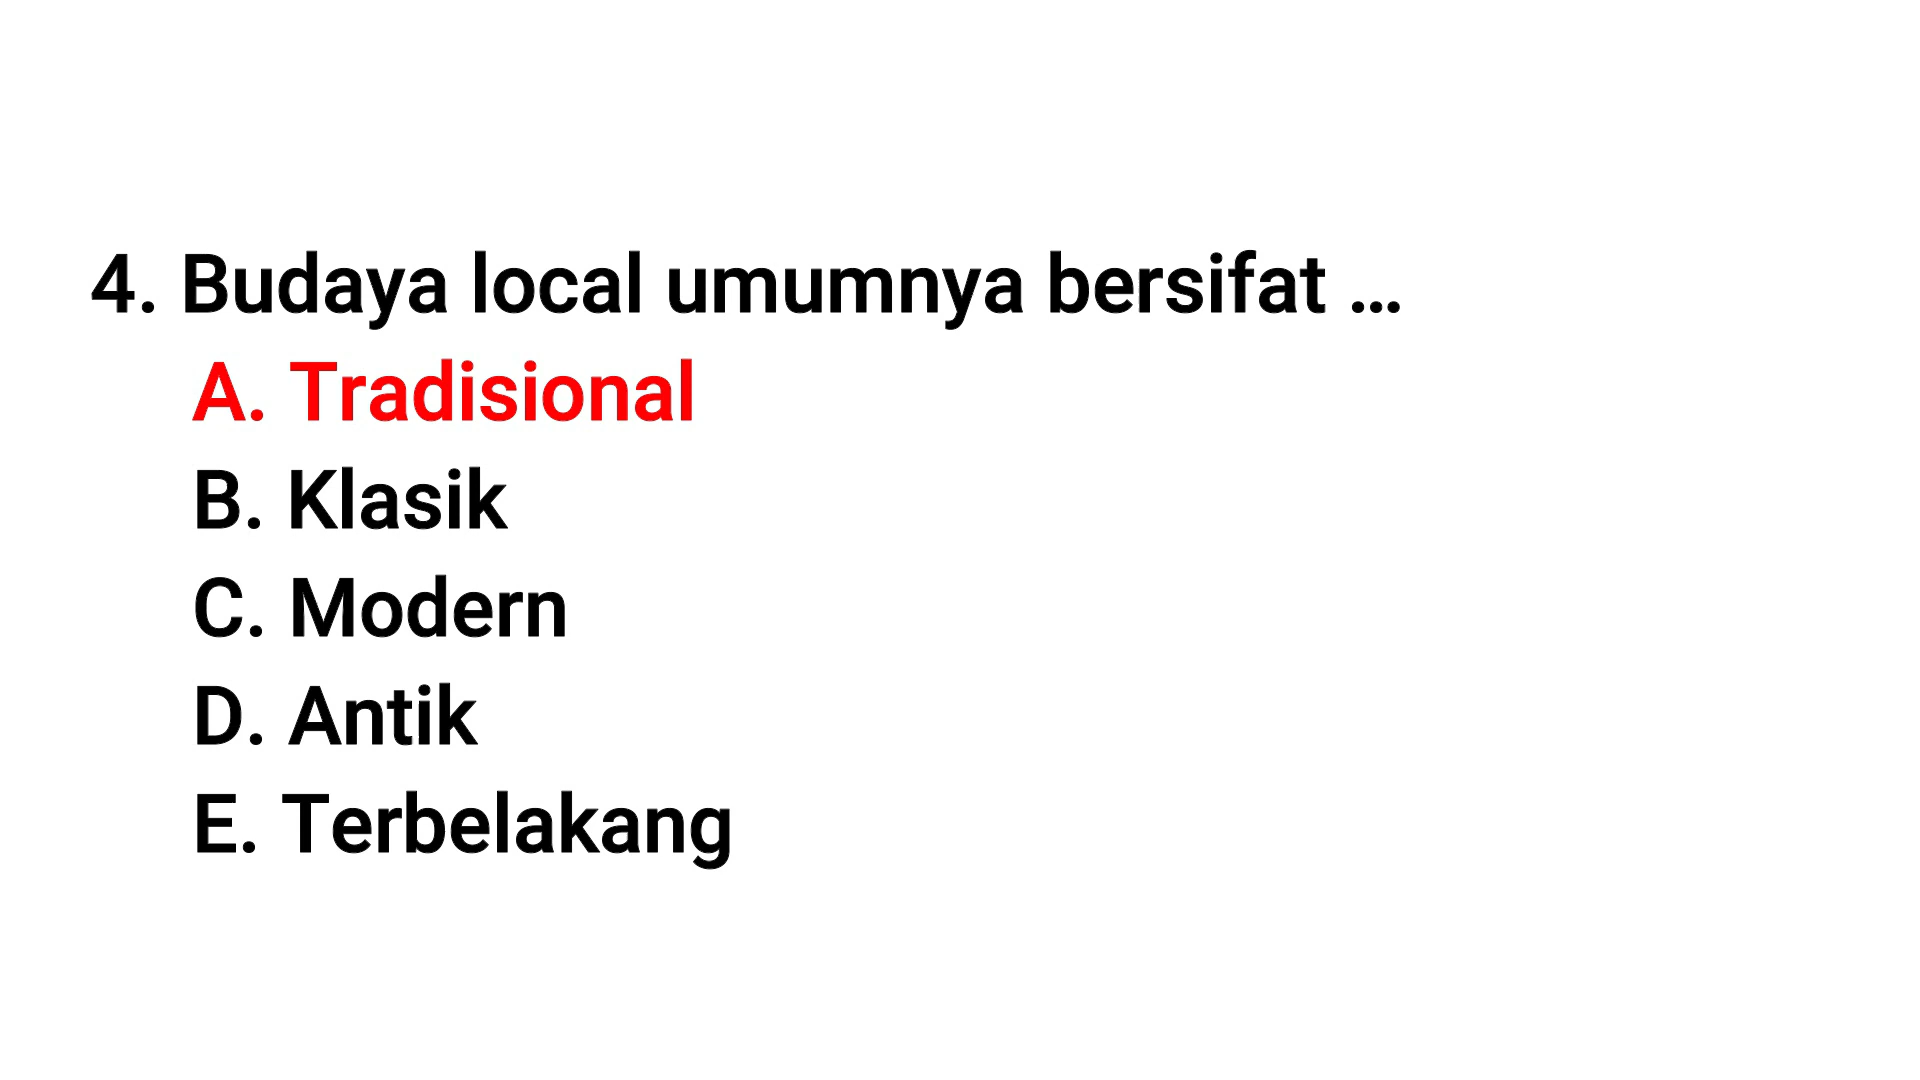 4. Budaya local umumnya bersifat ...
A. Tradisional
B. Klasik
C. Modern
D. Antik
E. Terbelakang